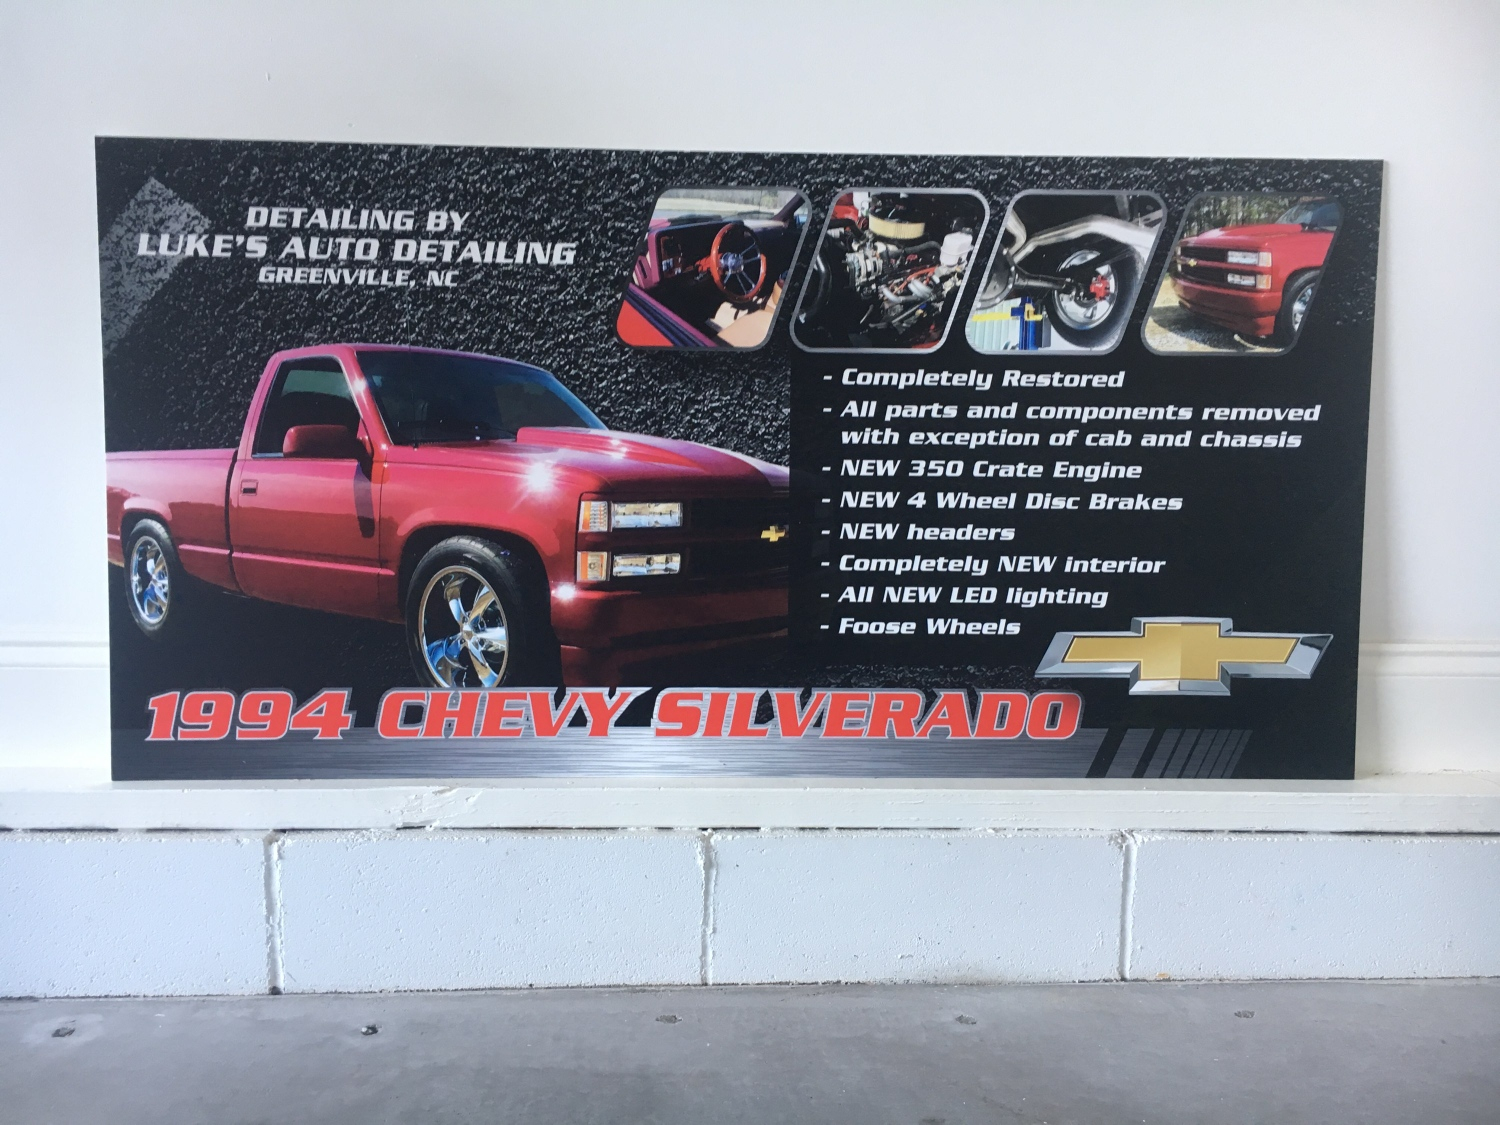 DETAILING BY
LUKE'S AUTO DETAILING
GREENVILLE, NC
- Completely Restored
- All parts and components removed
with exception of cab and chassis
- NEW 350 Crate Engine
- NEW 4 Wheel Disc Brakes
- NEW headers
- Completely NEW interior
- All NEW LED lighting
- Foose Wheels
1994 CHEVY SILVERADO